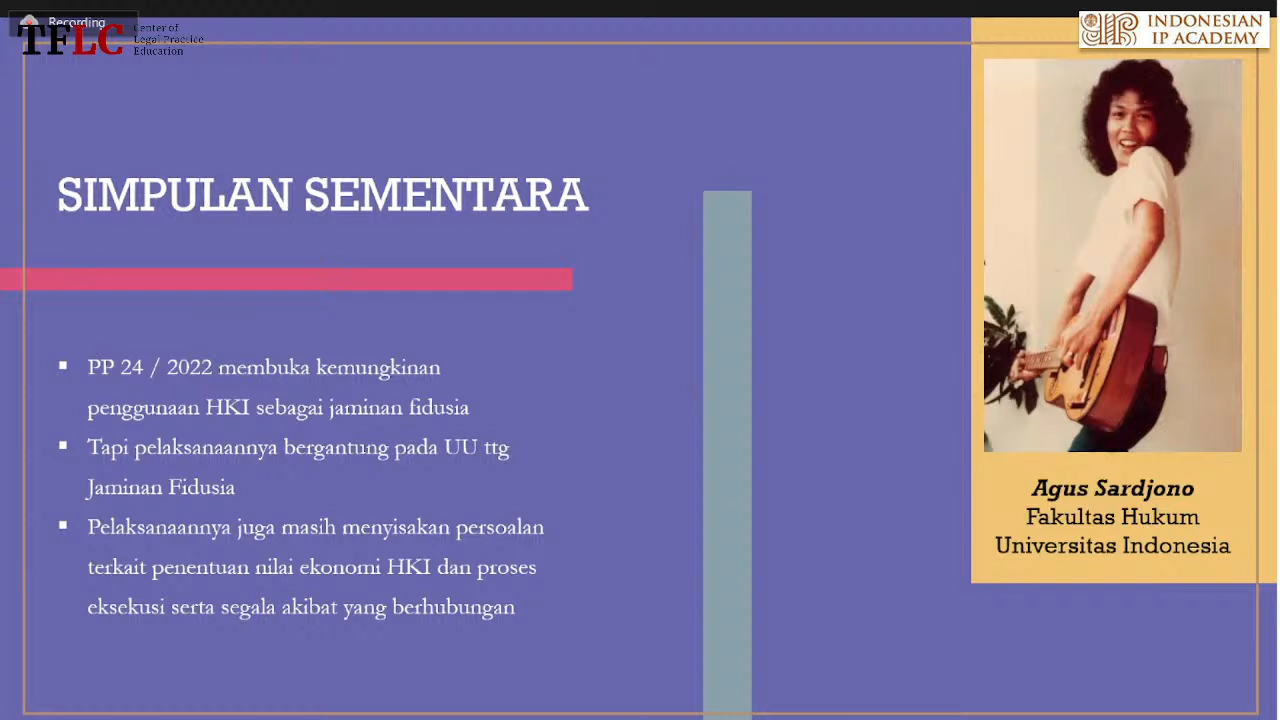 Recording
TFLC
Center of
Legal Practice
Education
INDONESIAN
IP ACADEMY
SIMPULAN SEMENTARA
▪ PP 24 / 2022 membuka kemungkinan
penggunaan HKI sebagai jaminan fidusia
▪ Tapi pelaksanaannya bergantung pada UU ttg
Jaminan Fidusia
▪ Pelaksanaannya juga masih menyisakan persoalan
terkait penentuan nilai ekonomi HKI dan proses
eksekusi serta segala akibat yang berhubungan
Agus Sardjono
Fakultas Hukum
Universitas Indonesia